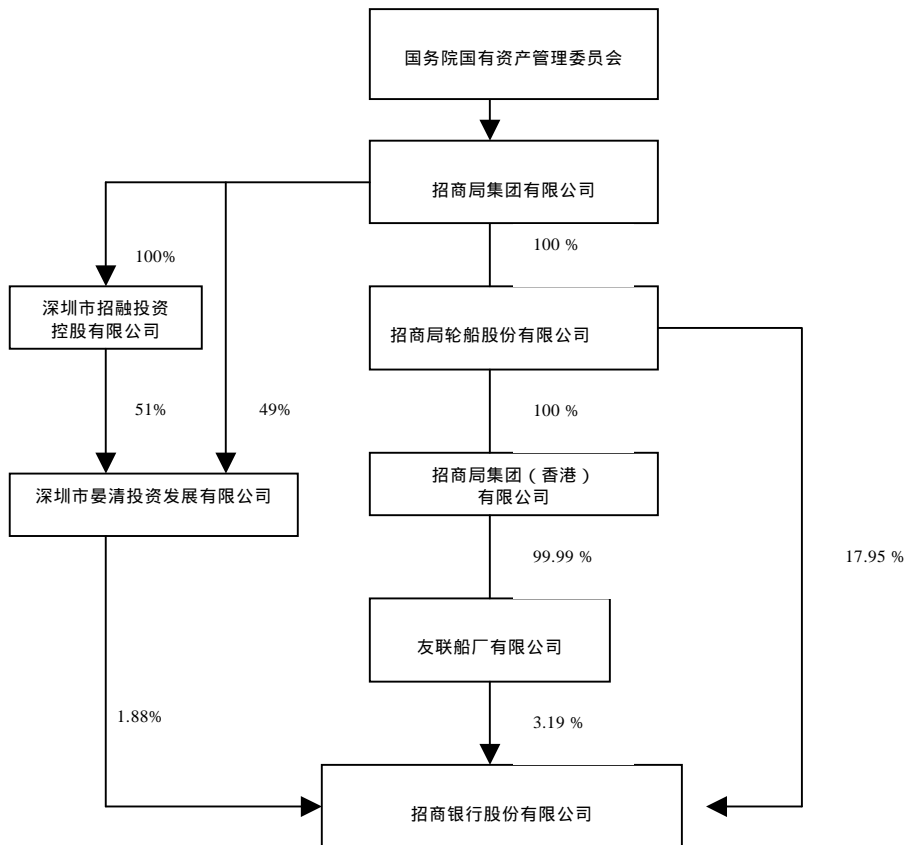 国务院国有资产管理委员会
招商局集团有限公司
100%
100 %
深圳市招融投资
控股有限公司
招商局轮船股份有限公司
51%
49%
100 %
深圳市晏清投资发展有限公司
招商局集团（香港）
有限公司
99.99 %
17.95 %
友联船厂有限公司
1.88%
3.19 %
招商银行股份有限公司